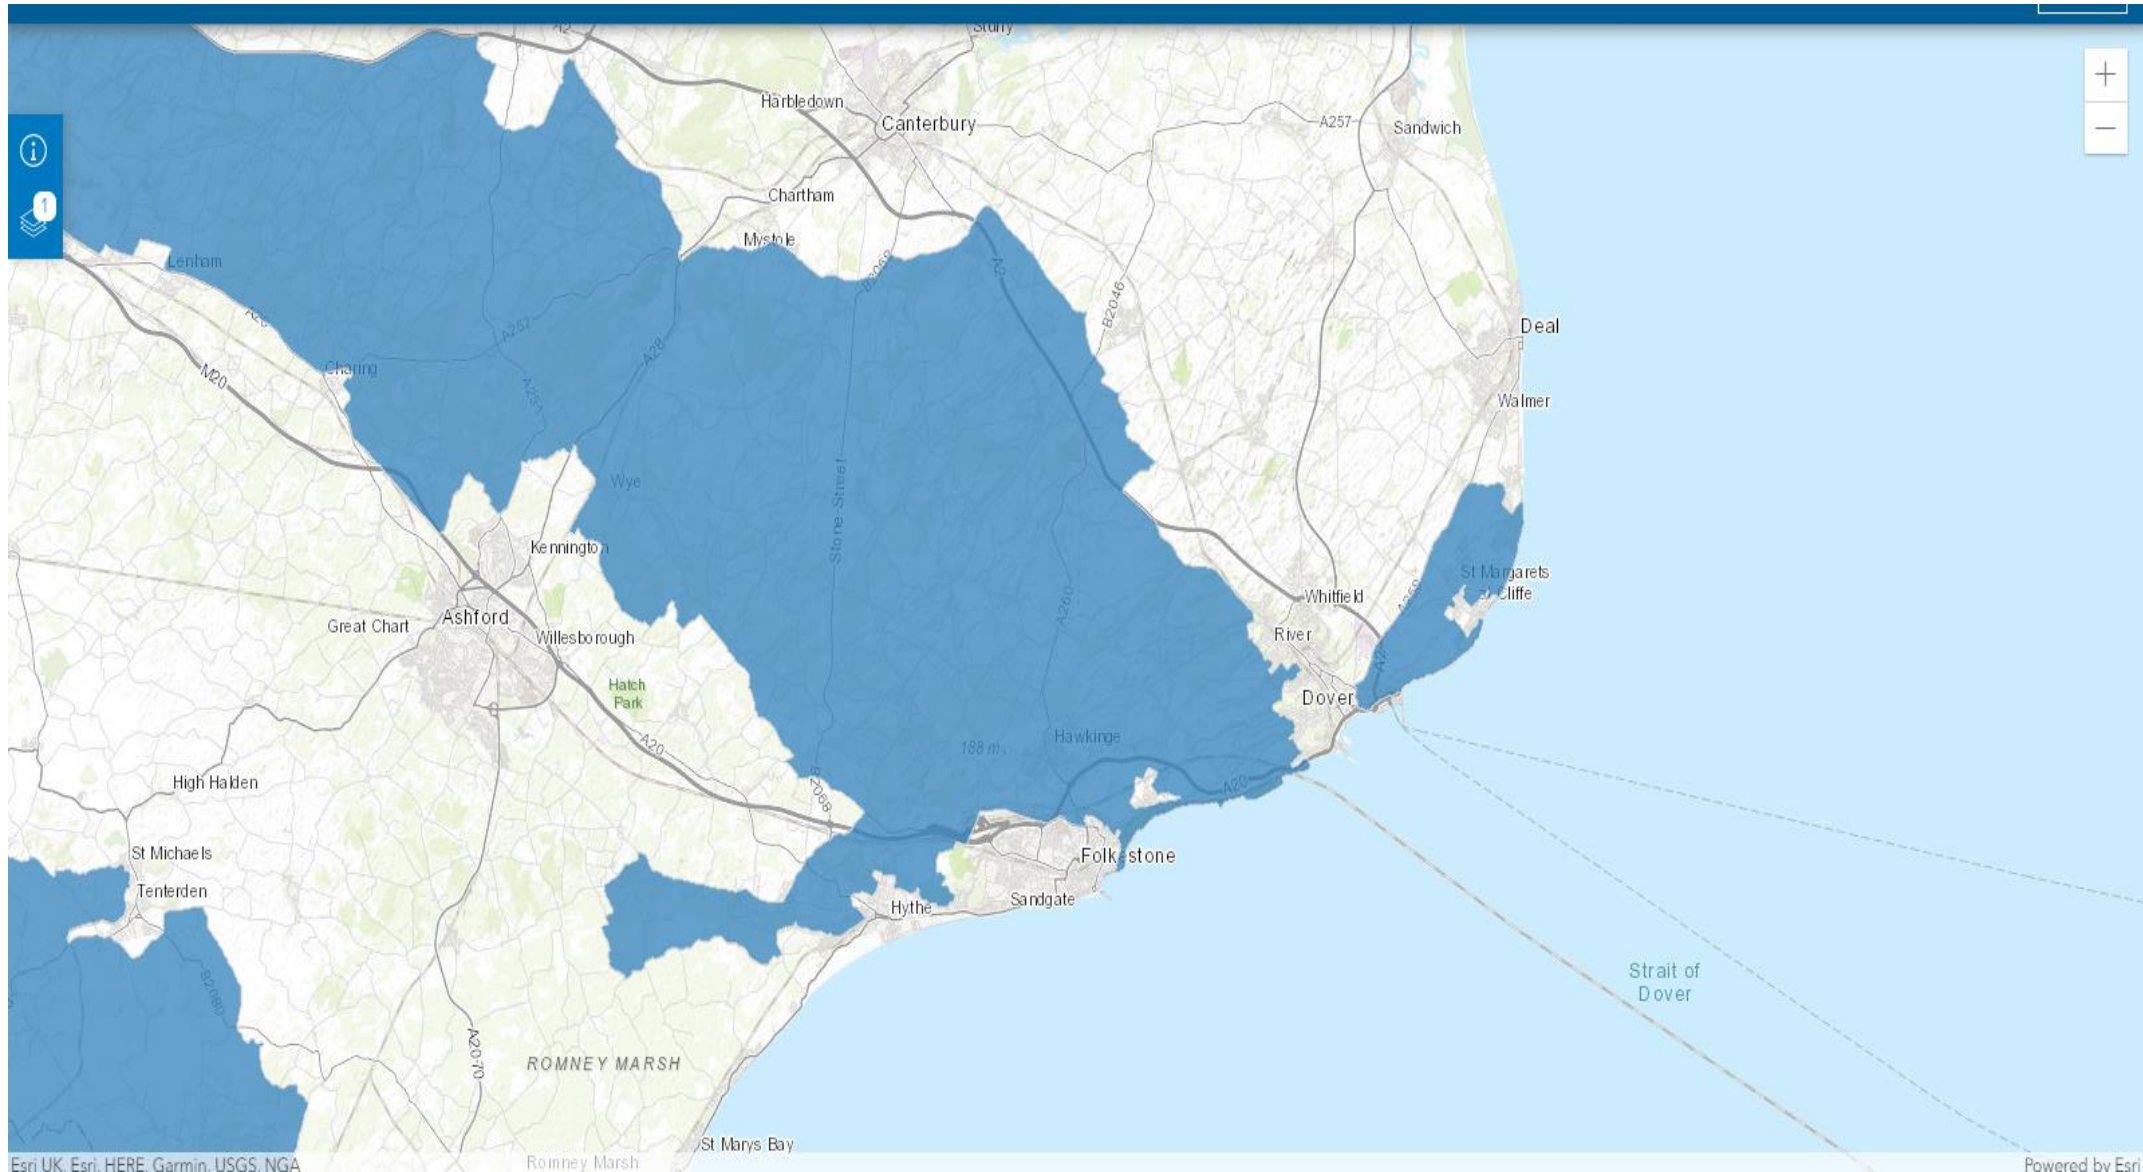 A2
Sturry
Harbledown
Canterbury
A257
Sandwich
Chartham
Mystole
B2068
A2
B2046
Lenham
A20
A252
A28
Deal
M20
Charing
A251
Walmer
Wye
Stone Street
Kennington
St Margarets
at Cliffe
A258
A260
Whitfield
Ashford
Great Chart
Willesborough
River
A2
Hatch
Park
Dover
A20
Hawkinge
188 m
High Halden
B2068
A20
St Michaels
Folkestone
Tenterden
Sandgate
Hythe
Strait of
Dover
B2080
A2070
ROMNEY MARSH
St Marys Bay
Romney Marsh
Esri UK, Esri, HERE, Garmin, USGS, NGA
Powered by Esri
1